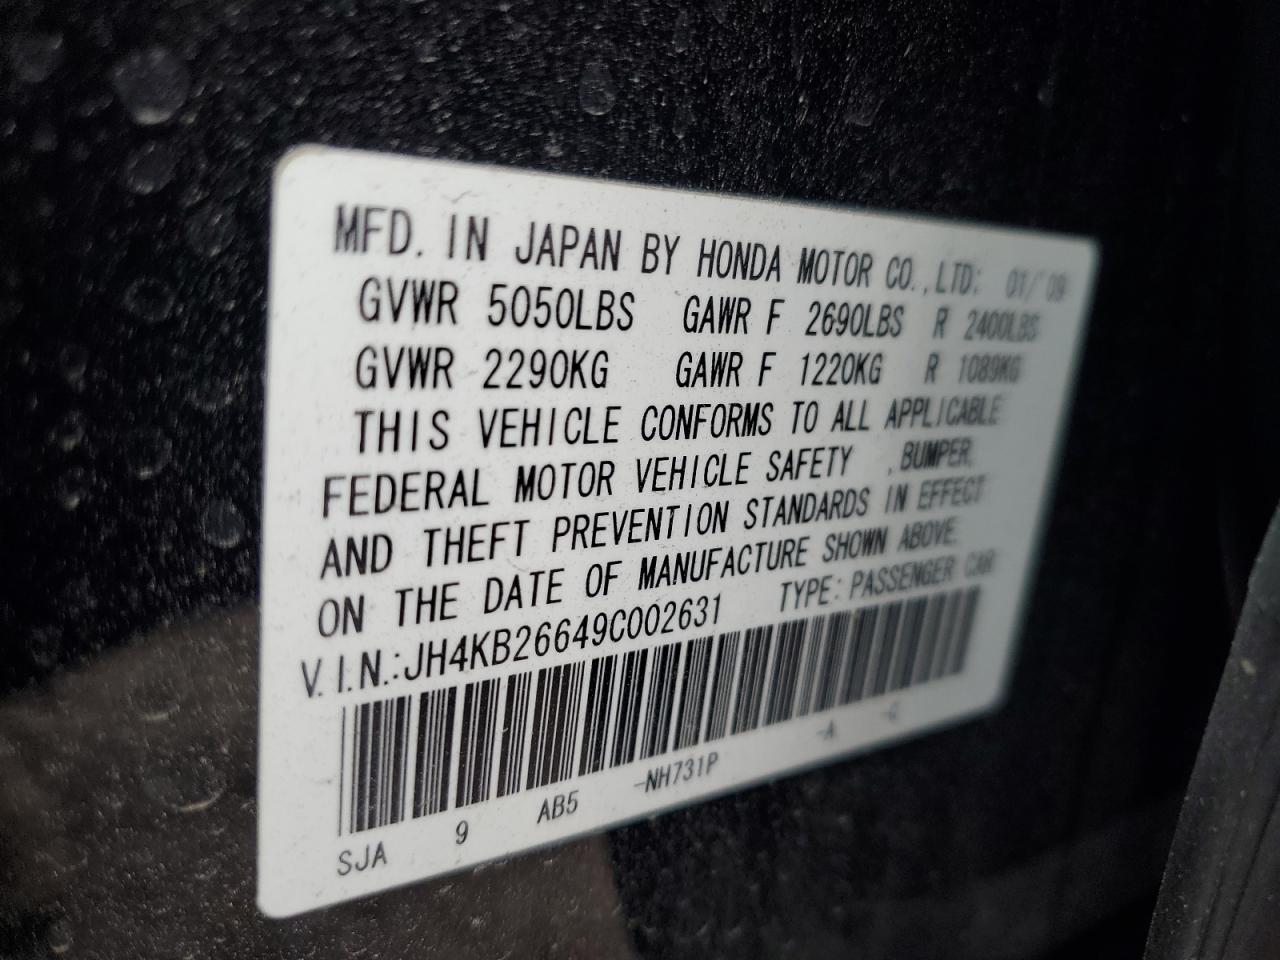 MFD. IN JAPAN BY HONDA MOTOR CO.,LTD: 01/'09
GVWR 5050LBS GAWR F 2690LBS R 2400LBS
GVWR 2290KG GAWR F 1220KG R 1089KG
THIS VEHICLE CONFORMS TO ALL APPLICABLE
FEDERAL MOTOR VEHICLE SAFETY ,BUMPER,
AND THEFT PREVENTION STANDARDS IN EFFECT
ON THE DATE OF MANUFACTURE SHOWN ABOVE.
V.I.N.:JH4KB26649C002631 TYPE: PASSENGER CAR
SJA 9 AB5 -NH731P -A -C